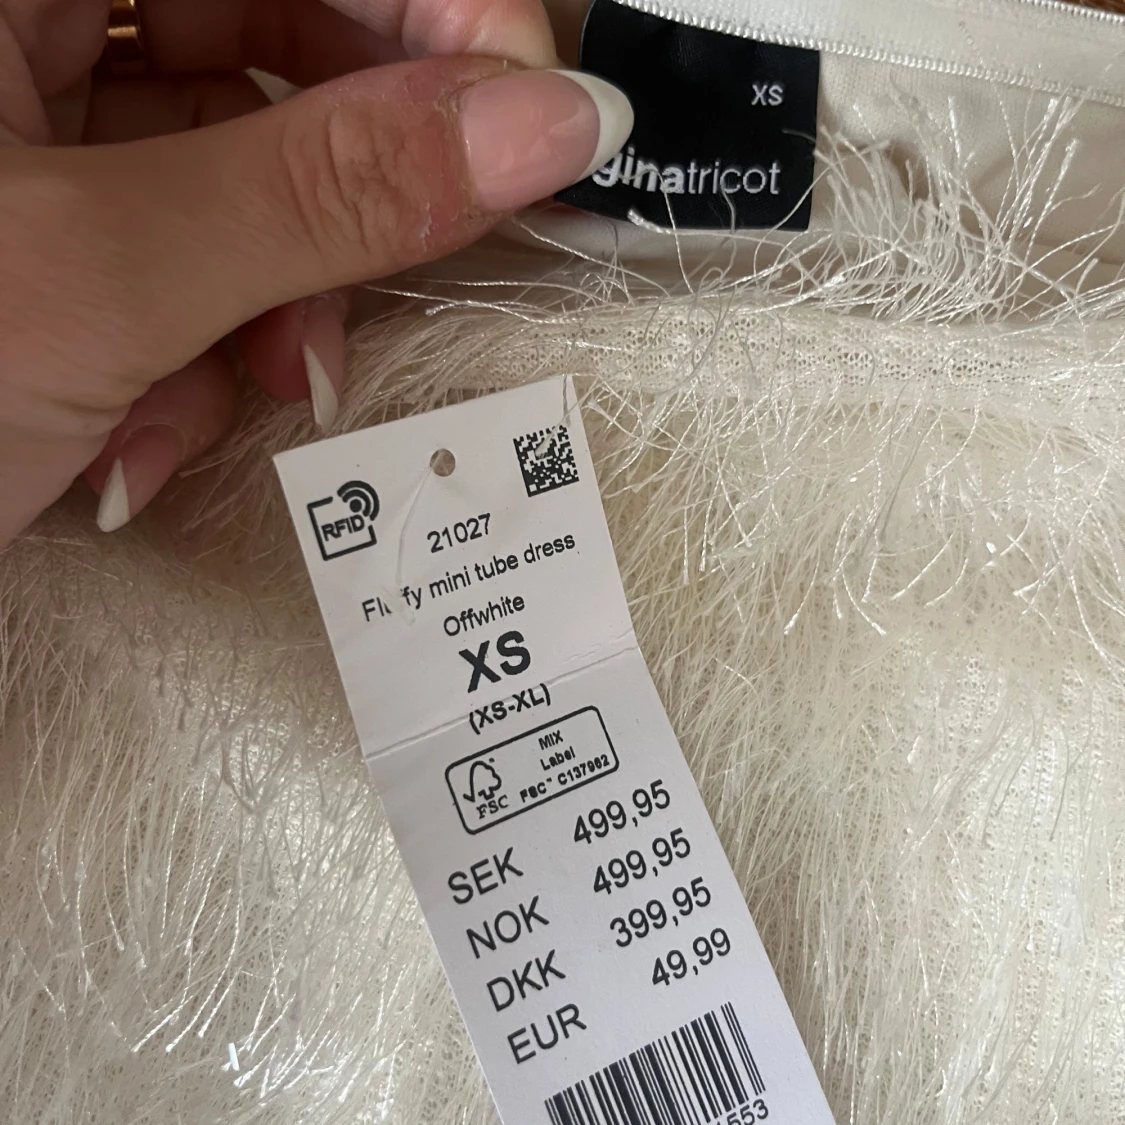 XS
ginatricot
RFID
21027
Fluffy mini tube dress
Offwhite
XS
(XS-XL)
MIX
Label
FSC™ C137962
FSC
SEK 499,95
NOK 499,95
DKK 399,95
EUR 49,99
1553